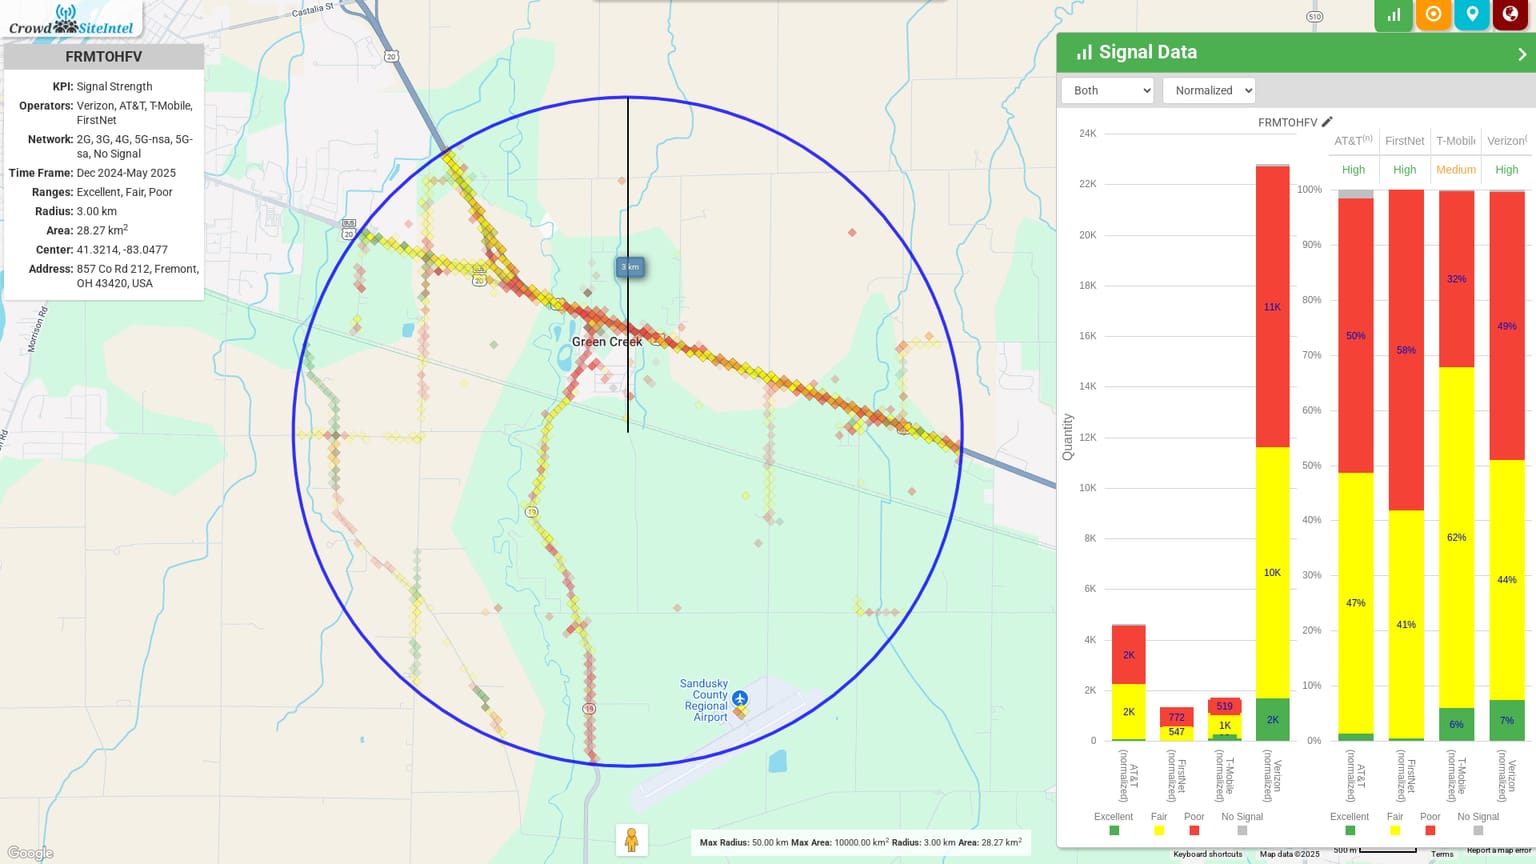 Castalia St
510
Crowd SiteIntel
20
FRMTOHFV
KPI: Signal Strength
Operators: Verizon, AT&T, T-Mobile,
FirstNet
Network: 2G, 3G, 4G, 5G-nsa, 5G-
sa, No Signal
Time Frame: Dec 2024-May 2025
Ranges: Excellent, Fair, Poor
Radius: 3.00 km
Area: 28.27 km2
Center: 41.3214, -83.0477
Address: 857 Co Rd 212, Fremont,
OH 43420, USA
BUS
20
20
3 km
Morrison Rd
Rd
Green Creek
19
19
Sandusky
County
Regional
Airport
Google
Max Radius: 50.00 km Max Area: 10000.00 km2 Radius: 3.00 km Area: 28.27 km2
Signal Data
Both
Normalized
FRMTOHFV
24K
22K
20K
18K
16K
14K
12K
10K
8K
6K
4K
2K
0
Quantity
2K
2K
772
547
519
1K
11K
10K
2K
AT&T
(normalized)
FirstNet
(normalized)
T-Mobile
(normalized)
Verizon
(normalized)
Excellent
Fair
Poor
No Signal
AT&T(n)
FirstNet
T-Mobile
Verizon(
High
High
Medium
High
100%
90%
80%
70%
60%
50%
40%
30%
20%
10%
0%
50%
47%
58%
41%
32%
62%
6%
49%
44%
7%
AT&T
(normalized)
FirstNet
(normalized)
T-Mobile
(normalized)
Verizon
(normalized)
Excellent
Fair
Poor
No Signal
Keyboard shortcuts
Map data ©2025
500 m
Terms
Report a map error